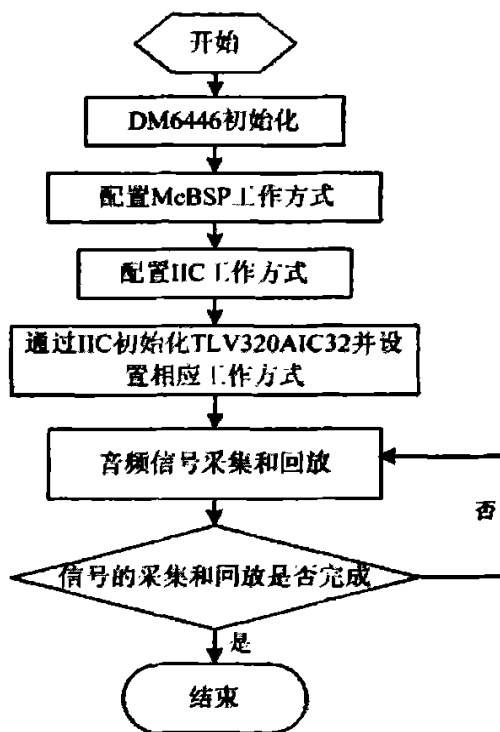 开始
DM6446初始化
配置McBSP工作方式
配置IIC工作方式
通过IIC初始化TLV320AIC32并设
置相应工作方式
音频信号采集和回放
否
信号的采集和回放是否完成
是
结束